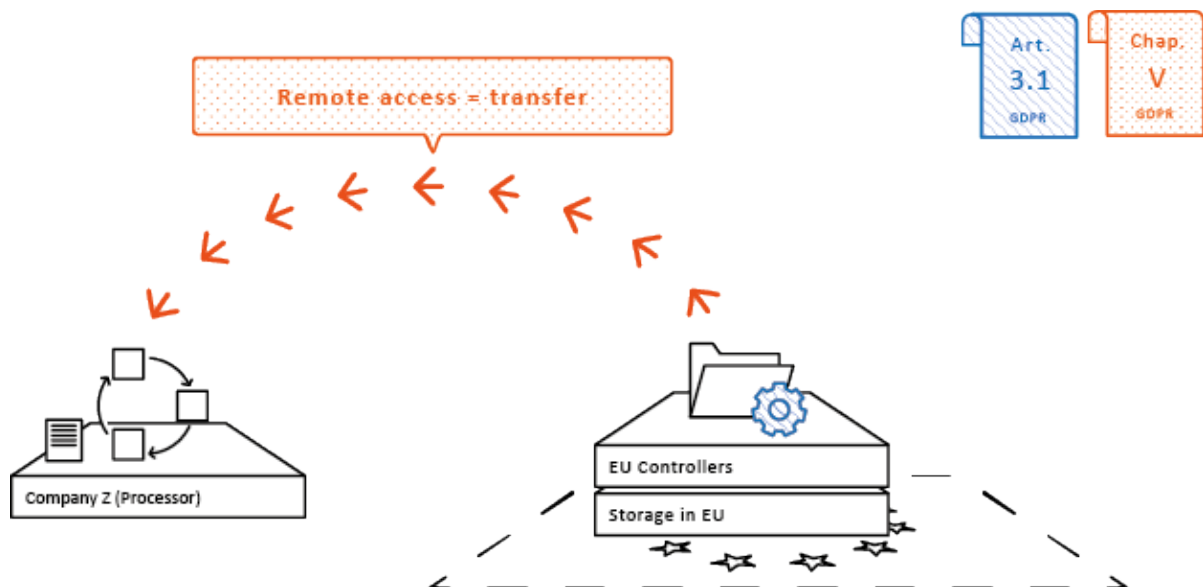 Art.
3.1
GDPR
Chap.
V
GDPR
Remote access = transfer
Company Z (Processor)
EU Controllers
Storage in EU